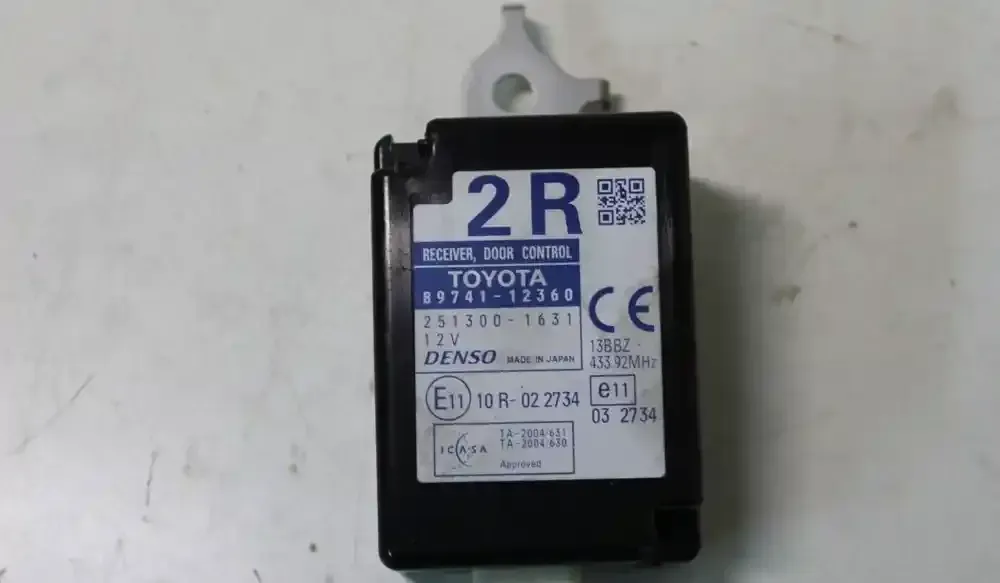 2R
RECEIVER, DOOR CONTROL
TOYOTA
89741-12360
251300-1631
12V
DENSO MADE IN JAPAN
CE
13BBZ
433.92MHz
E11 10 R- 02 2734
e11
03 2734
ICASA
TA-2004/631
TA-2004/630
Approved